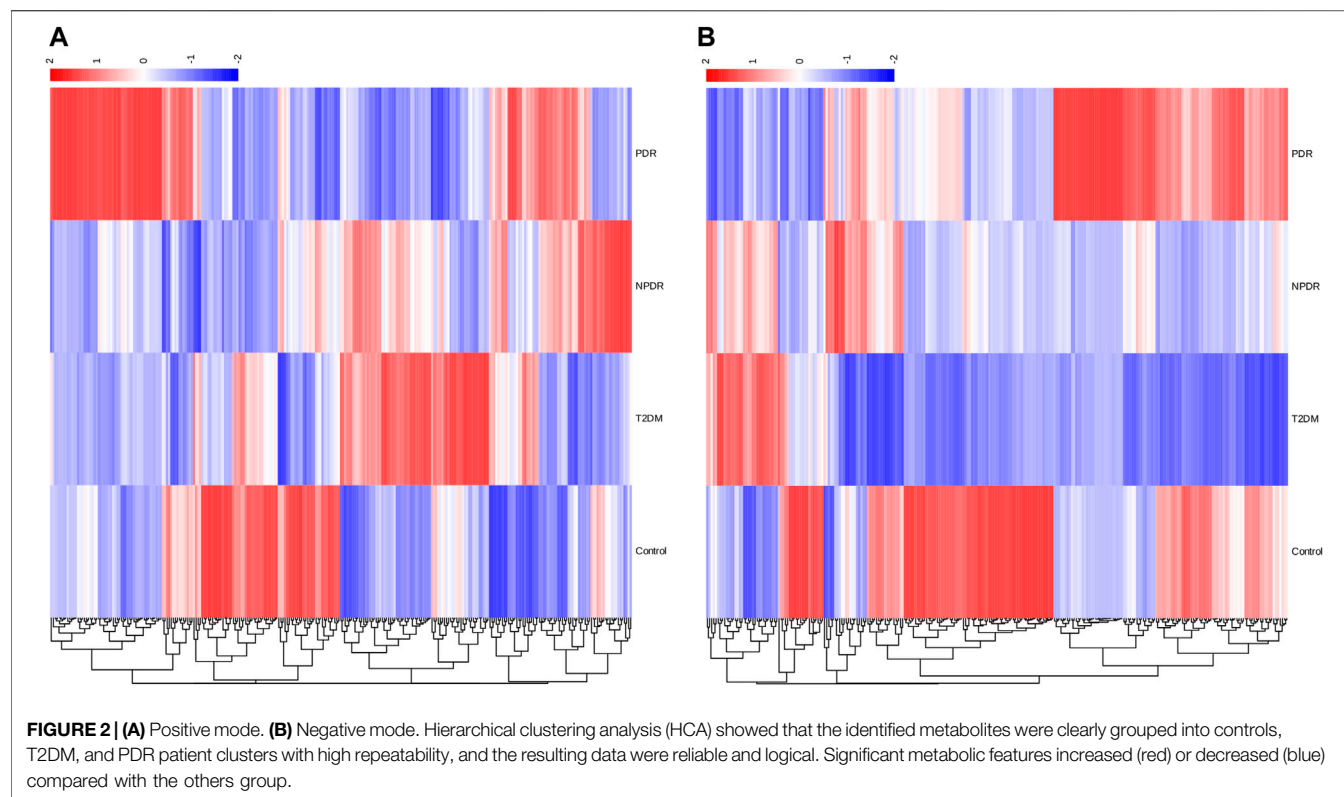 A
B
2 1 0 -1 -2
2 1 0 -1 -2
PDR
PDR
NPDR
NPDR
T2DM
T2DM
Control
Control
FIGURE 2 | (A) Positive mode. (B) Negative mode. Hierarchical clustering analysis (HCA) showed that the identified metabolites were clearly grouped into controls,
T2DM, and PDR patient clusters with high repeatability, and the resulting data were reliable and logical. Significant metabolic features increased (red) or decreased (blue)
compared with the others group.